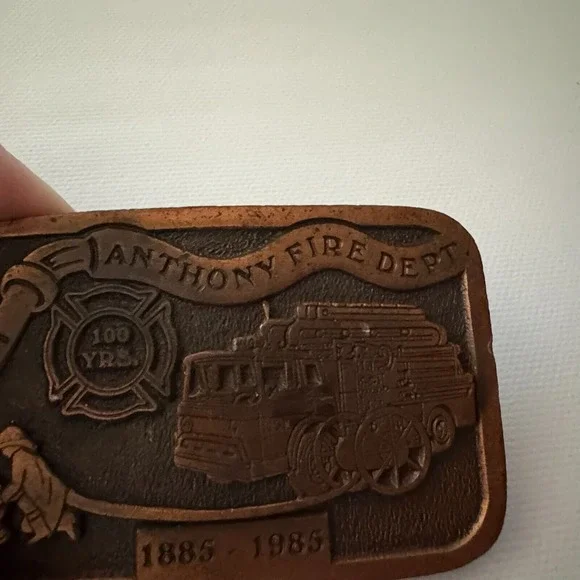 ANTHONY FIRE DEPT
100
YRS.
1885 - 1985